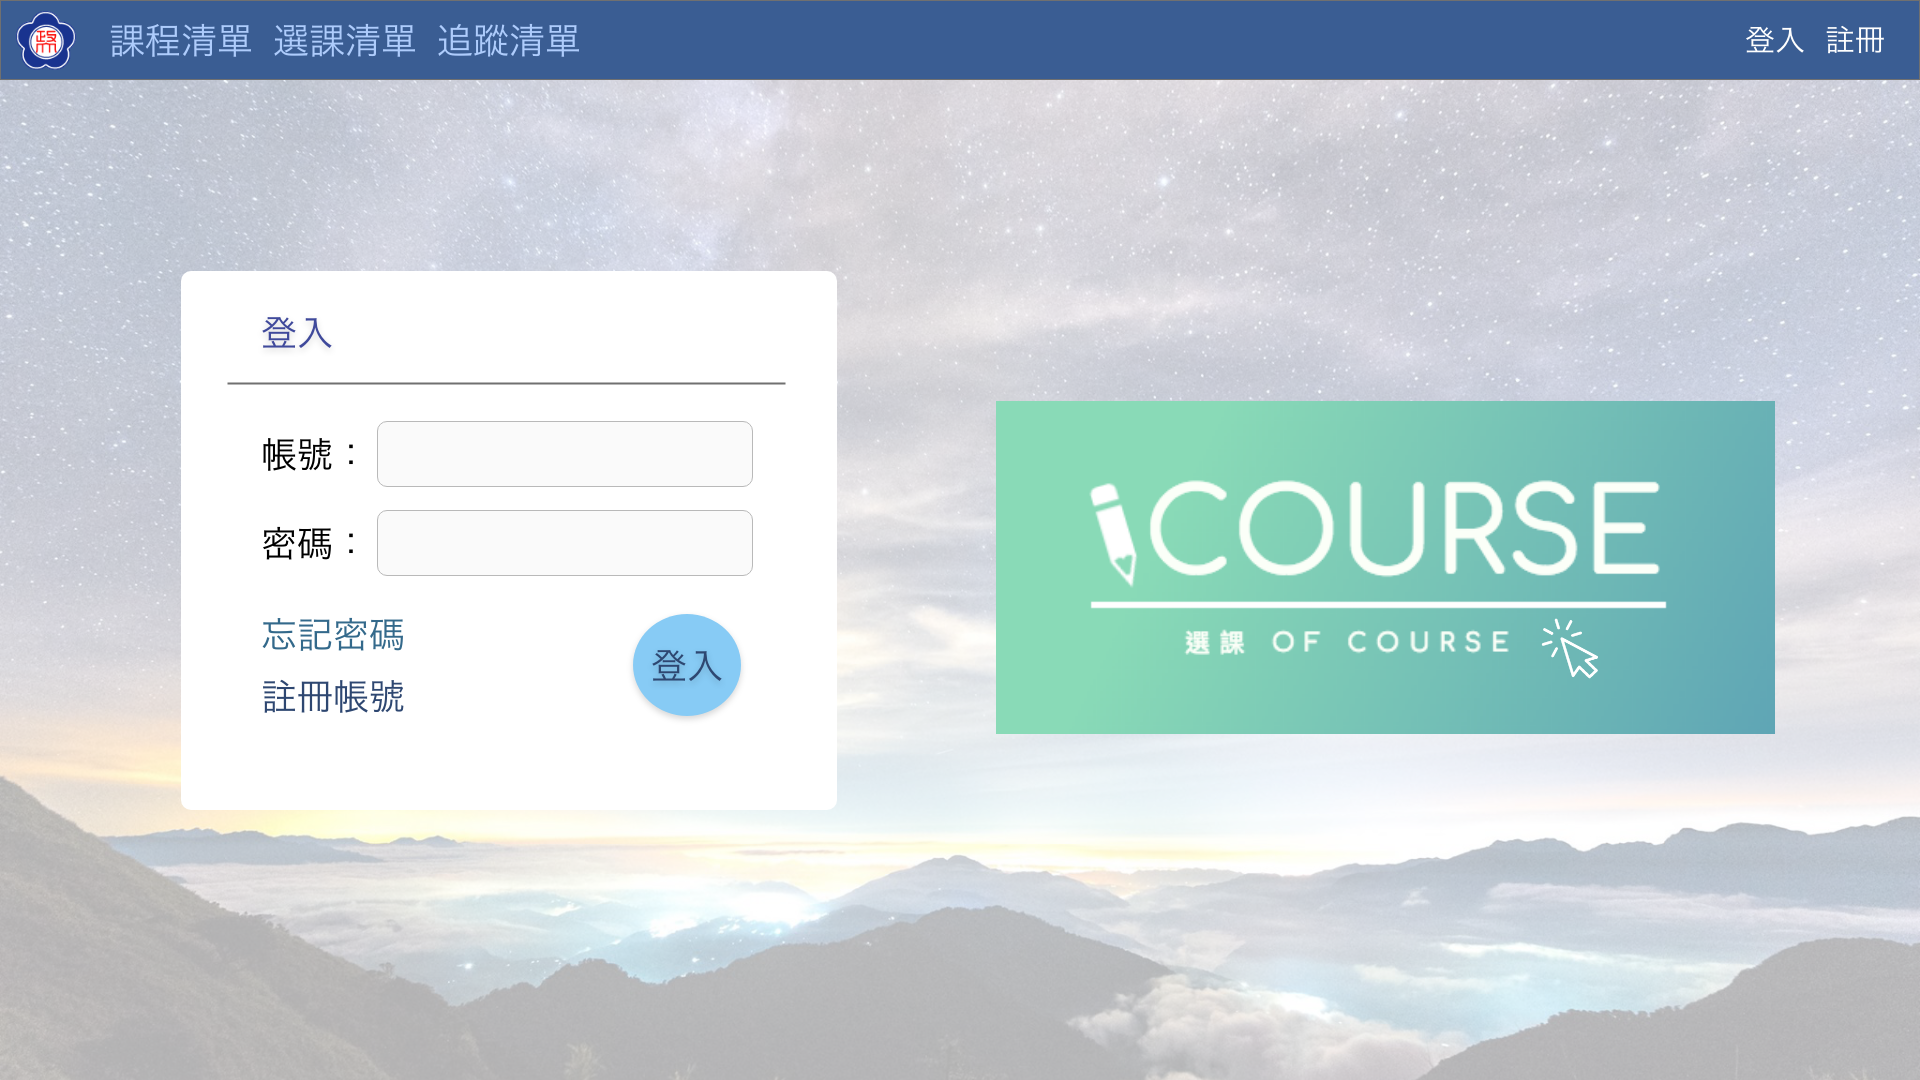 政大
課程清單 選課清單 追蹤清單
登入 註冊
登入
帳號：
密碼：
忘記密碼
註冊帳號
登入
iCOURSE
選課 OF COURSE